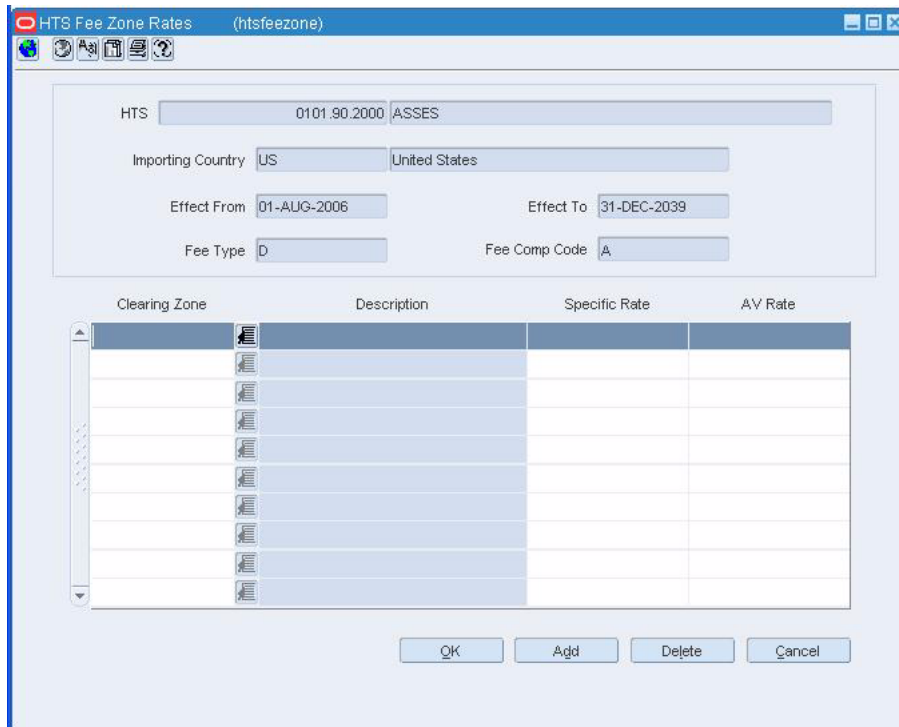 HTS Fee Zone Rates (htsfeezone)
HTS 0101.90.2000 ASSES
Importing Country US United States
Effect From 01-AUG-2006 Effect To 31-DEC-2039
Fee Type D Fee Comp Code A
Clearing Zone Description Specific Rate AV Rate
OK Add Delete Cancel